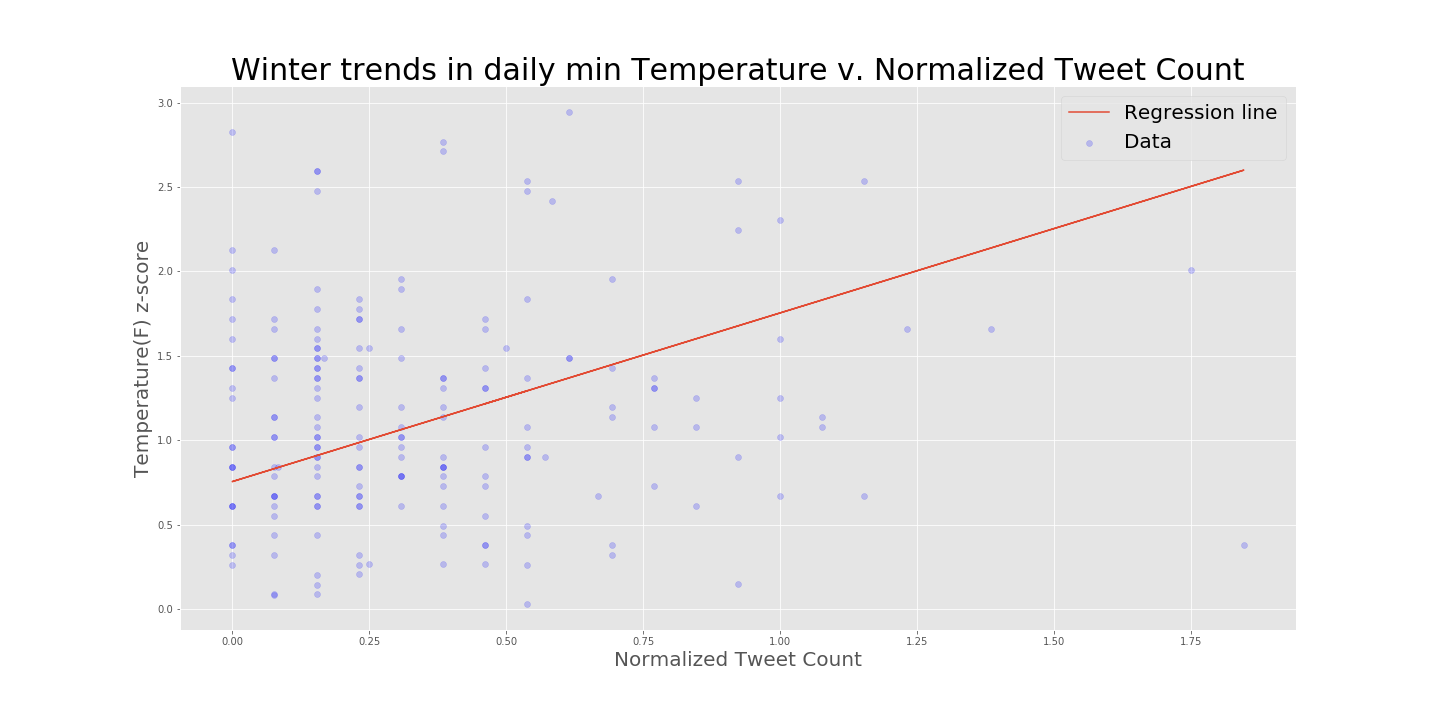 Winter trends in daily min Temperature v. Normalized Tweet Count
Regression line
Data
3.0
2.5
2.0
1.5
1.0
0.5
0.0
Temperature(F) z-score
0.00 0.25 0.50 0.75 1.00 1.25 1.50 1.75
Normalized Tweet Count